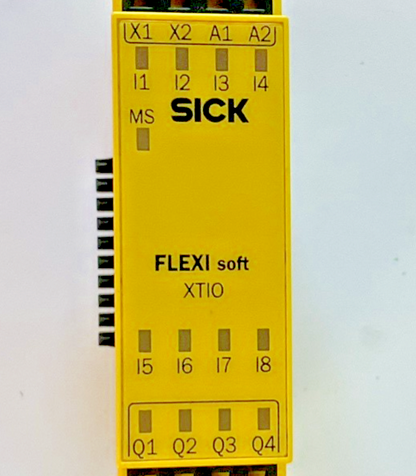 X1 X2 A1 A2
I1 I2 I3 I4
MS SICK
FLEXI soft
XTIO
I5 I6 I7 I8
Q1 Q2 Q3 Q4